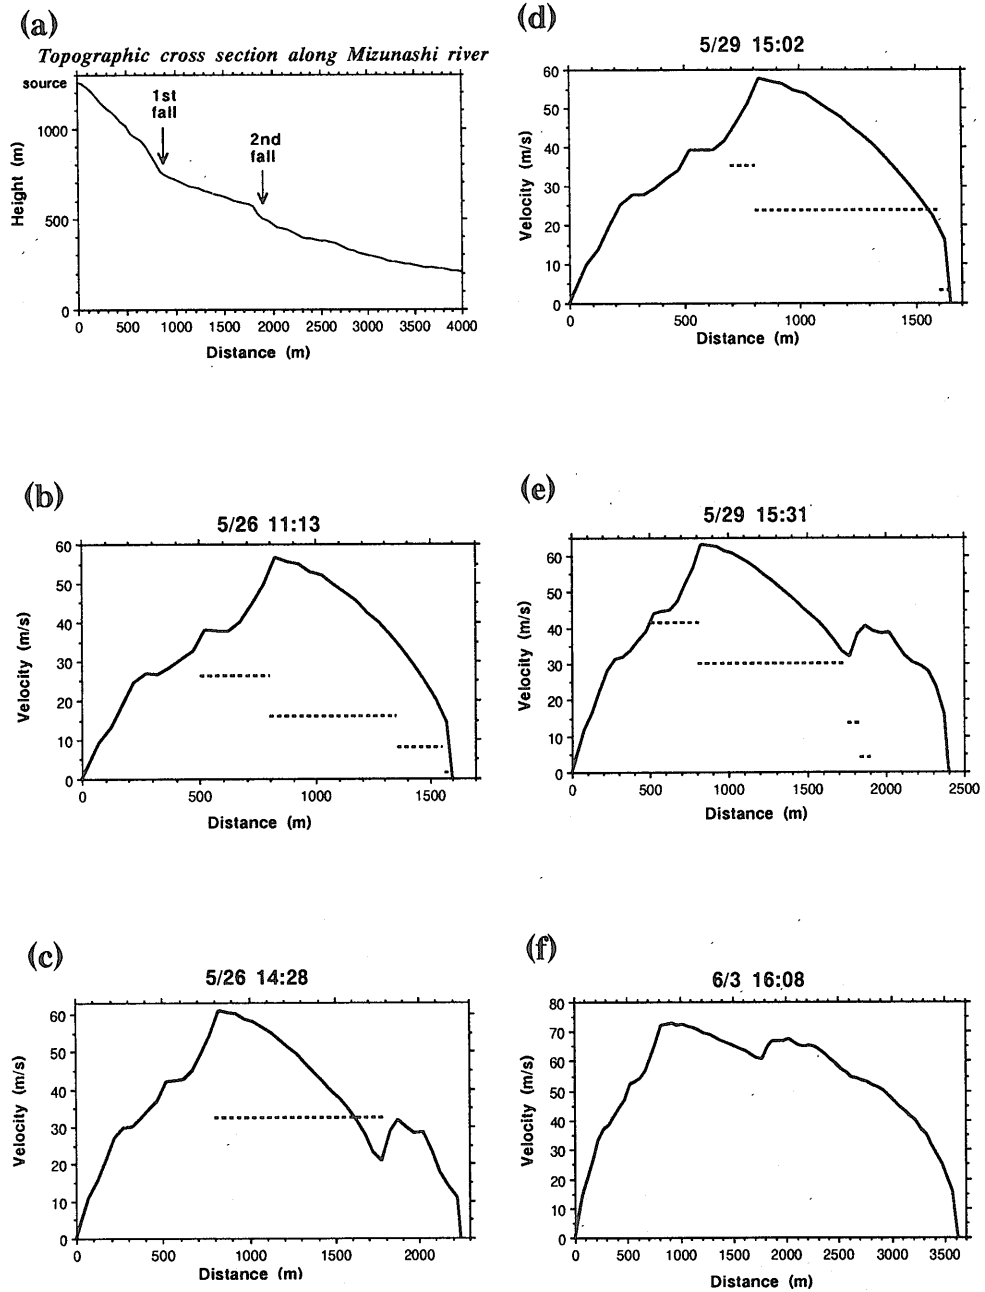 (a)
Topographic cross section along Mizunashi river
source
1000
500
0
Height (m)
1st
fall
2nd
fall
0 500 1000 1500 2000 2500 3000 3500 4000
Distance (m)
(d)
5/29 15:02
60
50
40
30
20
10
0
Velocity (m/s)
0 500 1000 1500
Distance (m)
(b)
5/26 11:13
60
50
40
30
20
10
0
Velocity (m/s)
0 500 1000 1500
Distance (m)
(e)
5/29 15:31
60
50
40
30
20
10
0
Velocity (m/s)
0 500 1000 1500 2000 2500
Distance (m)
(c)
5/26 14:28
60
50
40
30
20
10
0
Velocity (m/s)
0 500 1000 1500 2000
Distance (m)
(f)
6/3 16:08
80
70
60
50
40
30
20
10
0
Velocity (m/s)
0 500 1000 1500 2000 2500 3000 3500
Distance (m)